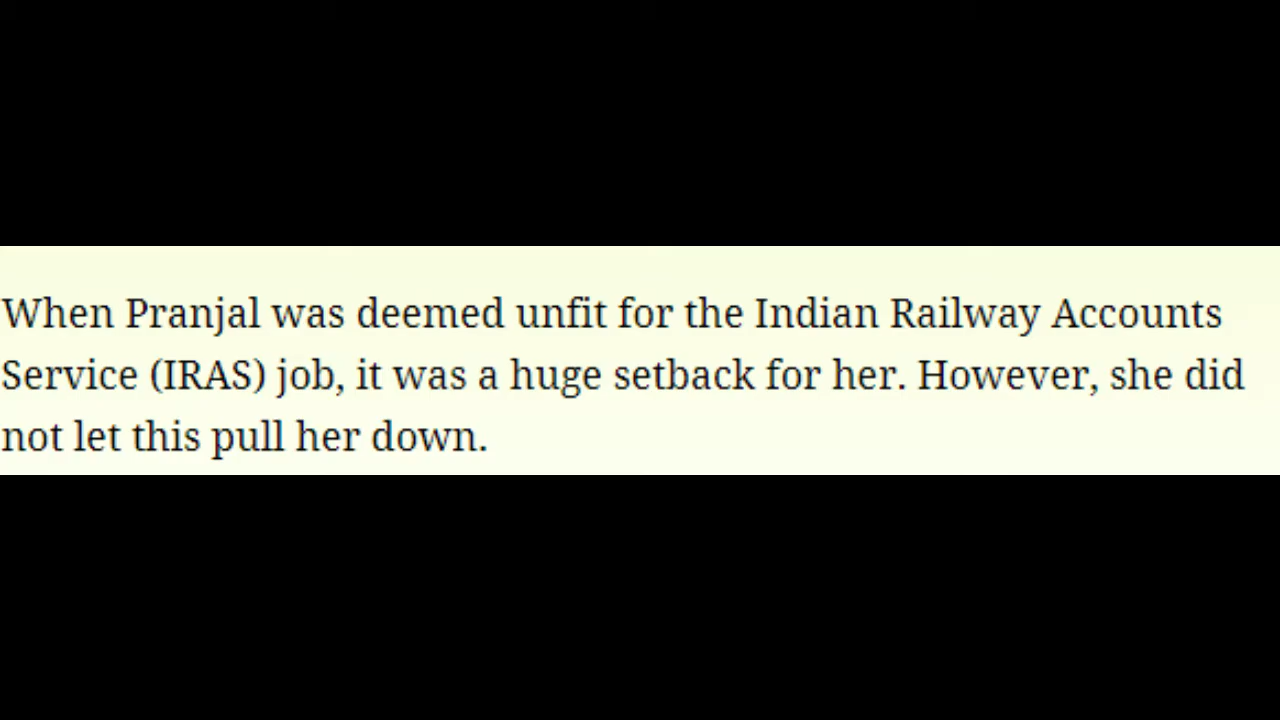 When Pranjal was deemed unfit for the Indian Railway Accounts
Service (IRAS) job, it was a huge setback for her. However, she did
not let this pull her down.